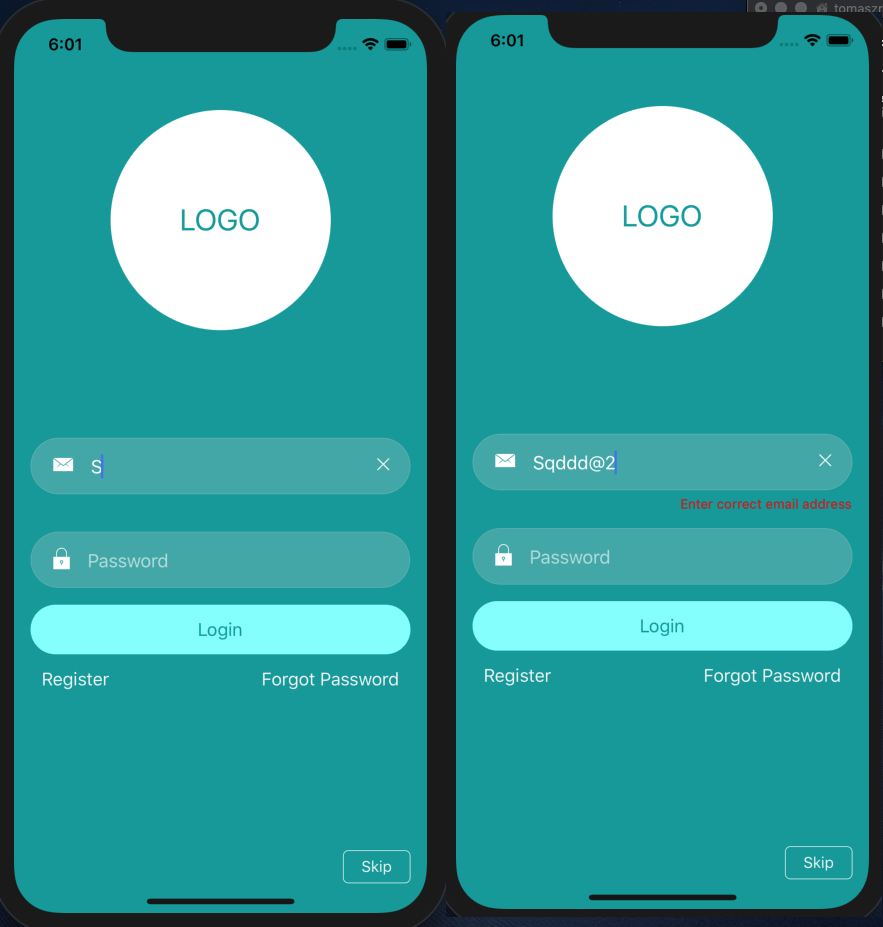 tomaszr
6:01
LOGO
S
Password
Login
Register Forgot Password
Skip
6:01
LOGO
Sqddd@2
Enter correct email address
Password
Login
Register Forgot Password
Skip